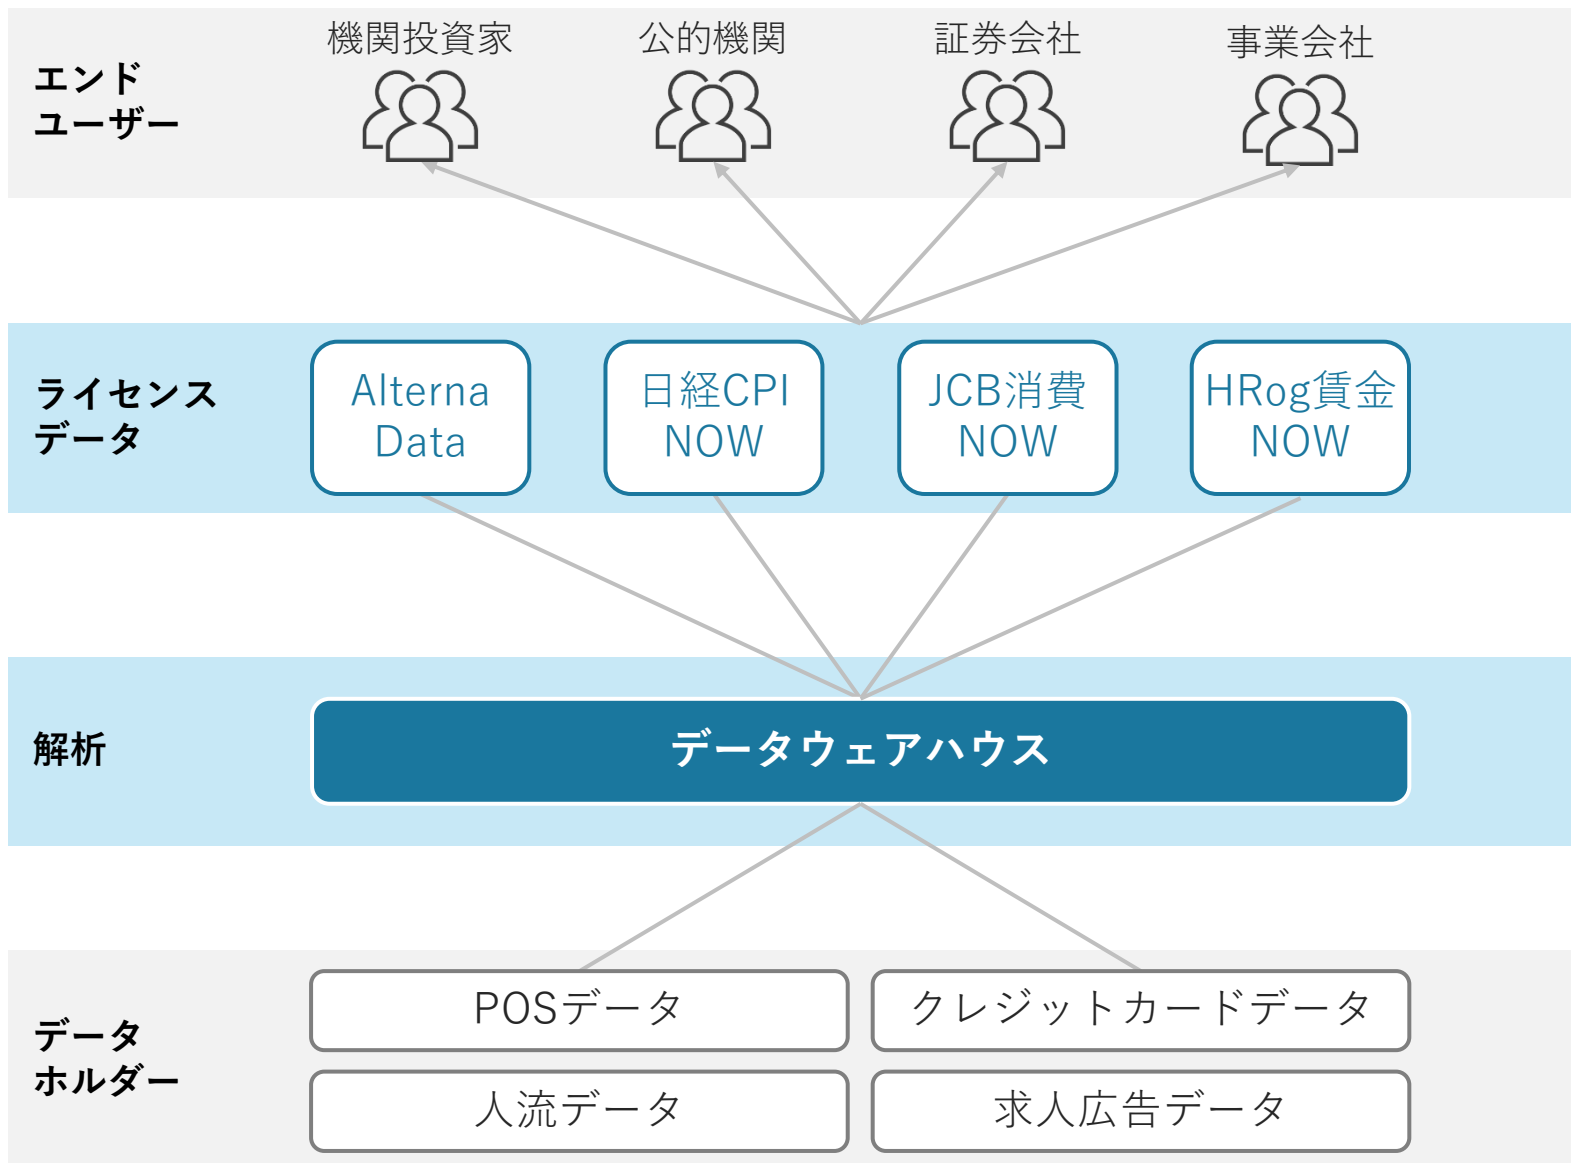 エンド
ユーザー
機関投資家
公的機関
証券会社
事業会社
ライセンス
データ
Alterna
Data
日経CPI
NOW
JCB消費
NOW
HRog賃金
NOW
解析
データウェアハウス
データ
ホルダー
POSデータ
クレジットカードデータ
人流データ
求人広告データ